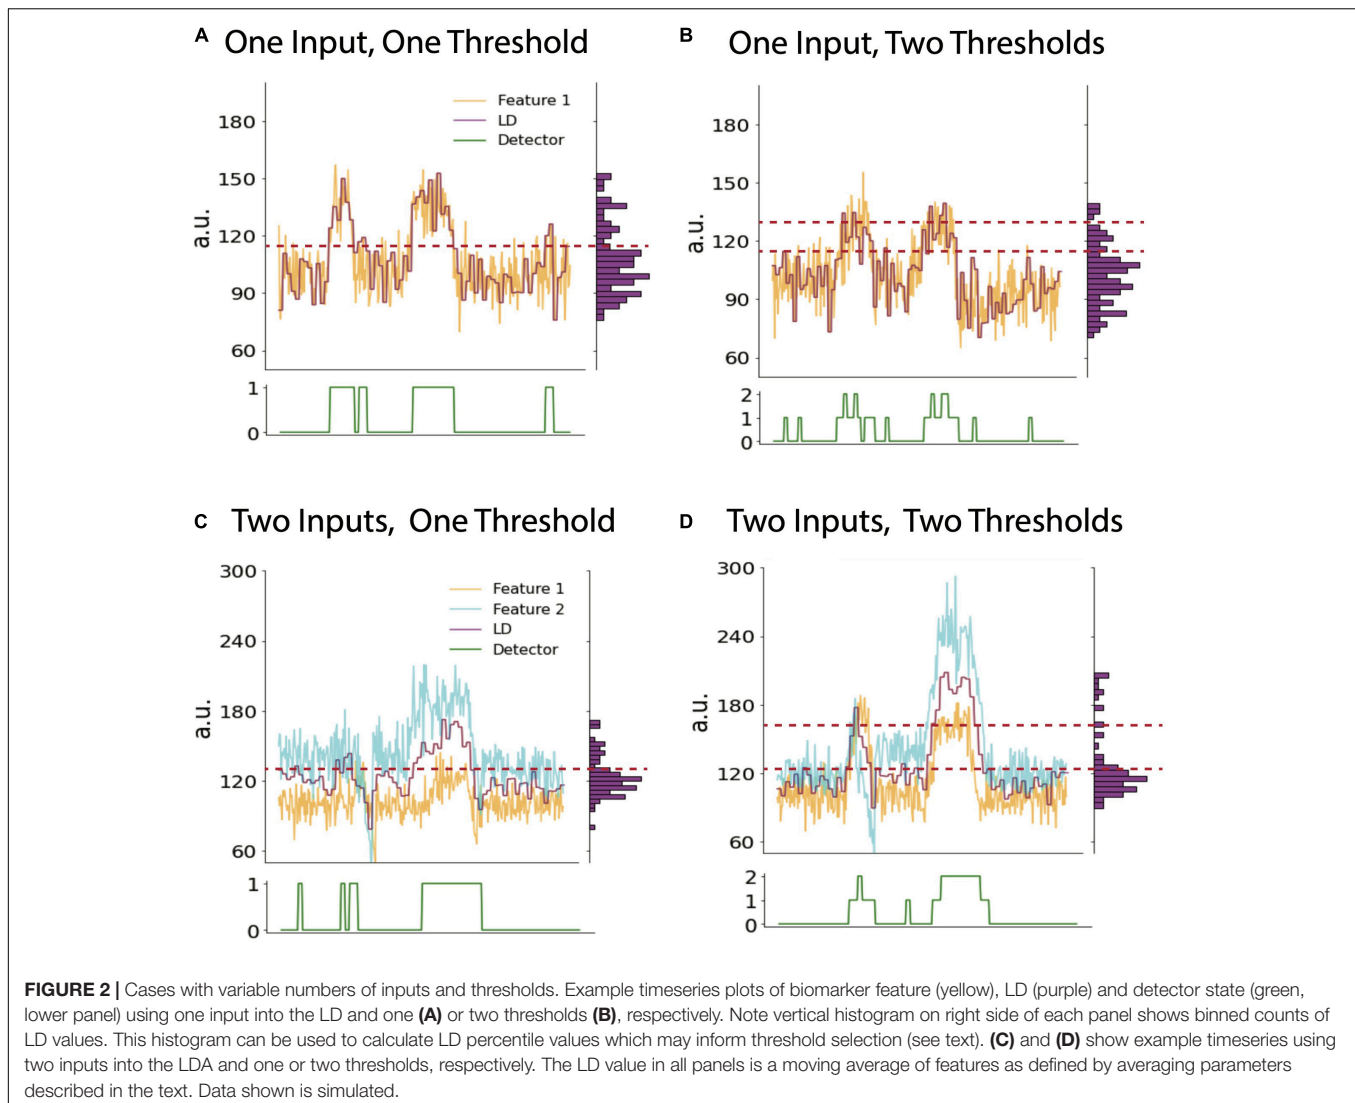 A One Input, One Threshold
a.u.
180
150
120
90
60
Feature 1
LD
Detector
1
0
B One Input, Two Thresholds
a.u.
180
150
120
90
60
2
1
0
C Two Inputs, One Threshold
a.u.
300
240
180
120
60
Feature 1
Feature 2
LD
Detector
1
0
D Two Inputs, Two Thresholds
a.u.
300
240
180
120
60
2
1
0
FIGURE 2 | Cases with variable numbers of inputs and thresholds. Example timeseries plots of biomarker feature (yellow), LD (purple) and detector state (green,
lower panel) using one input into the LD and one (A) or two thresholds (B), respectively. Note vertical histogram on right side of each panel shows binned counts of
LD values. This histogram can be used to calculate LD percentile values which may inform threshold selection (see text). (C) and (D) show example timeseries using
two inputs into the LDA and one or two thresholds, respectively. The LD value in all panels is a moving average of features as defined by averaging parameters
described in the text. Data shown is simulated.